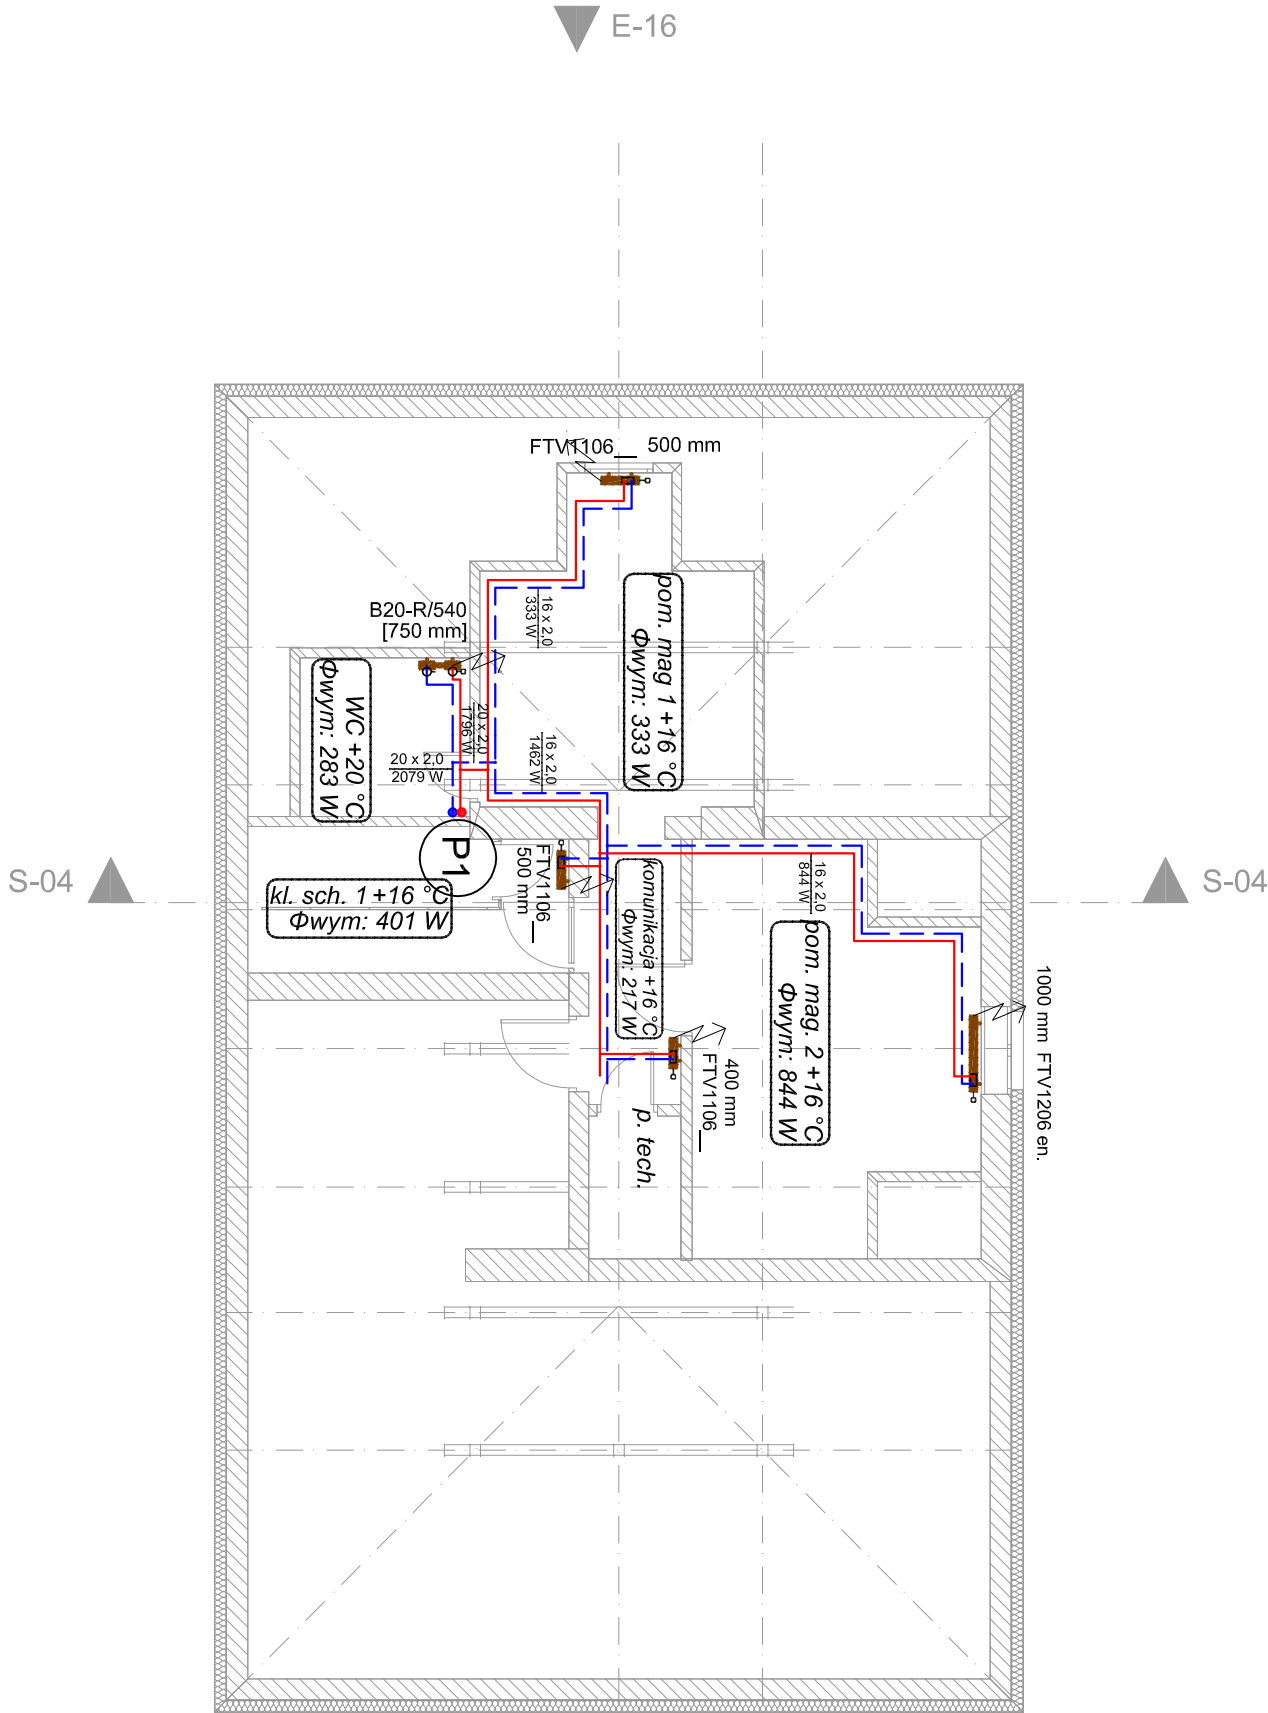 E-16
FTV1106__ 500 mm
16 x 2,0
333 W
B20-R/540
[750 mm]
pom. mag 1 +16 °C
Φwym: 333 W
WC +20 °C
Φwym: 283 W
20 x 2,0
1796 W
16 x 2,0
1462 W
20 x 2,0
2079 W
P1
FTV1106__
500 mm
16 x 2,0
844 W
S-04
S-04
kl. sch. 1 +16 °C
Φwym: 401 W
komunikacja +16 °C
Φwym: 217 W
pom. mag. 2 +16 °C
Φwym: 844 W
1000 mm FTV1206 en.
400 mm
FTV1106__
p. tech.